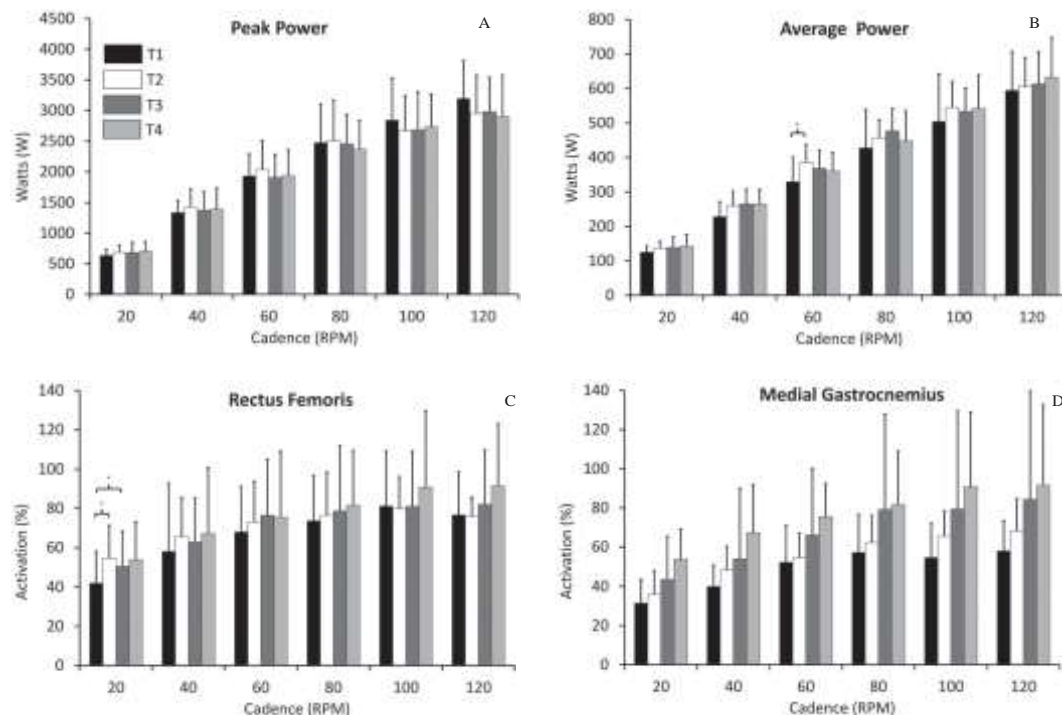 Peak Power
A
4500
4000
3500
3000
2500
2000
1500
1000
500
0
Watts (W)
T1
T2
T3
T4
20 40 60 80 100 120
Cadence (RPM)
Average Power
B
800
700
600
500
400
300
200
100
0
Watts (W)
20 40 60 80 100 120
Cadence (RPM)
Rectus Femoris
C
140
120
100
80
60
40
20
0
Activation (%)
20 40 60 80 100 120
Cadence (RPM)
Medial Gastrocnemius
D
140
120
100
80
60
40
20
0
Activation (%)
20 40 60 80 100 120
Cadence (RPM)